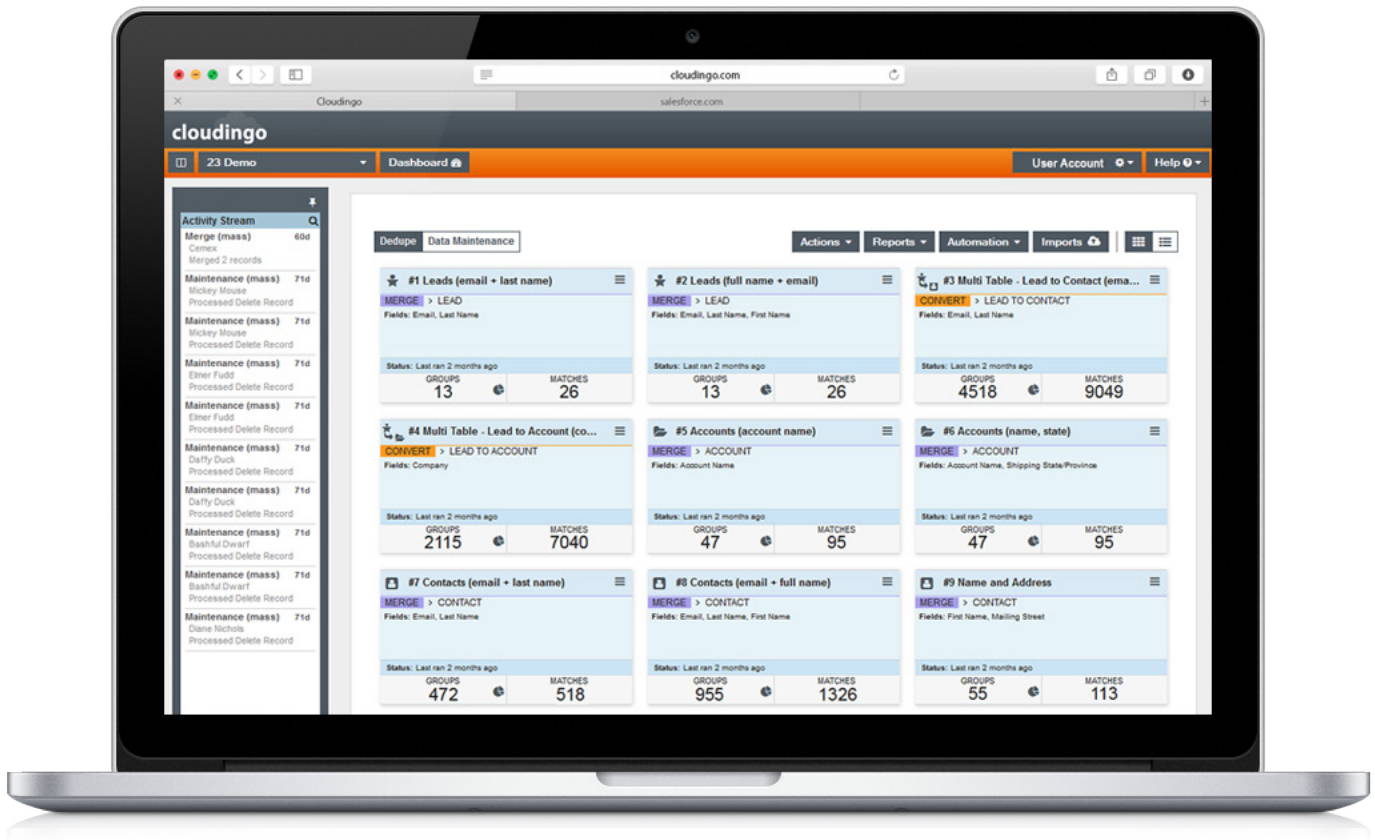 cloudingo.com
Cloudingo
salesforce.com
cloudingo
23 Demo
Dashboard
User Account
Help
Activity Stream
Merge (mass) 60d
Cemex
Merged 2 records
Maintenance (mass) 71d
Mickey Mouse
Processed Delete Record
Maintenance (mass) 71d
Mickey Mouse
Processed Delete Record
Maintenance (mass) 71d
Elmer Fudd
Processed Delete Record
Maintenance (mass) 71d
Elmer Fudd
Processed Delete Record
Maintenance (mass) 71d
Daffy Duck
Processed Delete Record
Maintenance (mass) 71d
Daffy Duck
Processed Delete Record
Maintenance (mass) 71d
Bashful Dwarf
Processed Delete Record
Maintenance (mass) 71d
Bashful Dwarf
Processed Delete Record
Maintenance (mass) 71d
Diane Nichols
Processed Delete Record
Dedupe Data Maintenance
Actions Reports Automation Imports
#1 Leads (email + last name)
MERGE > LEAD
Fields: Email, Last Name
Status: Last ran 2 months ago
GROUPS MATCHES
13 26
#2 Leads (full name + email)
MERGE > LEAD
Fields: Email, Last Name, First Name
Status: Last ran 2 months ago
GROUPS MATCHES
13 26
#3 Multi Table - Lead to Contact (ema...
CONVERT > LEAD TO CONTACT
Fields: Email, Last Name
Status: Last ran 2 months ago
GROUPS MATCHES
4518 9049
#4 Multi Table - Lead to Account (co...
CONVERT > LEAD TO ACCOUNT
Fields: Company
Status: Last ran 2 months ago
GROUPS MATCHES
2115 7040
#5 Accounts (account name)
MERGE > ACCOUNT
Fields: Account Name
Status: Last ran 2 months ago
GROUPS MATCHES
47 95
#6 Accounts (name, state)
MERGE > ACCOUNT
Fields: Account Name, Shipping State/Province
Status: Last ran 2 months ago
GROUPS MATCHES
47 95
#7 Contacts (email + last name)
MERGE > CONTACT
Fields: Email, Last Name
Status: Last ran 2 months ago
GROUPS MATCHES
472 518
#8 Contacts (email + full name)
MERGE > CONTACT
Fields: Email, Last Name, First Name
Status: Last ran 2 months ago
GROUPS MATCHES
955 1326
#9 Name and Address
MERGE > CONTACT
Fields: First Name, Mailing Street
Status: Last ran 2 months ago
GROUPS MATCHES
55 113